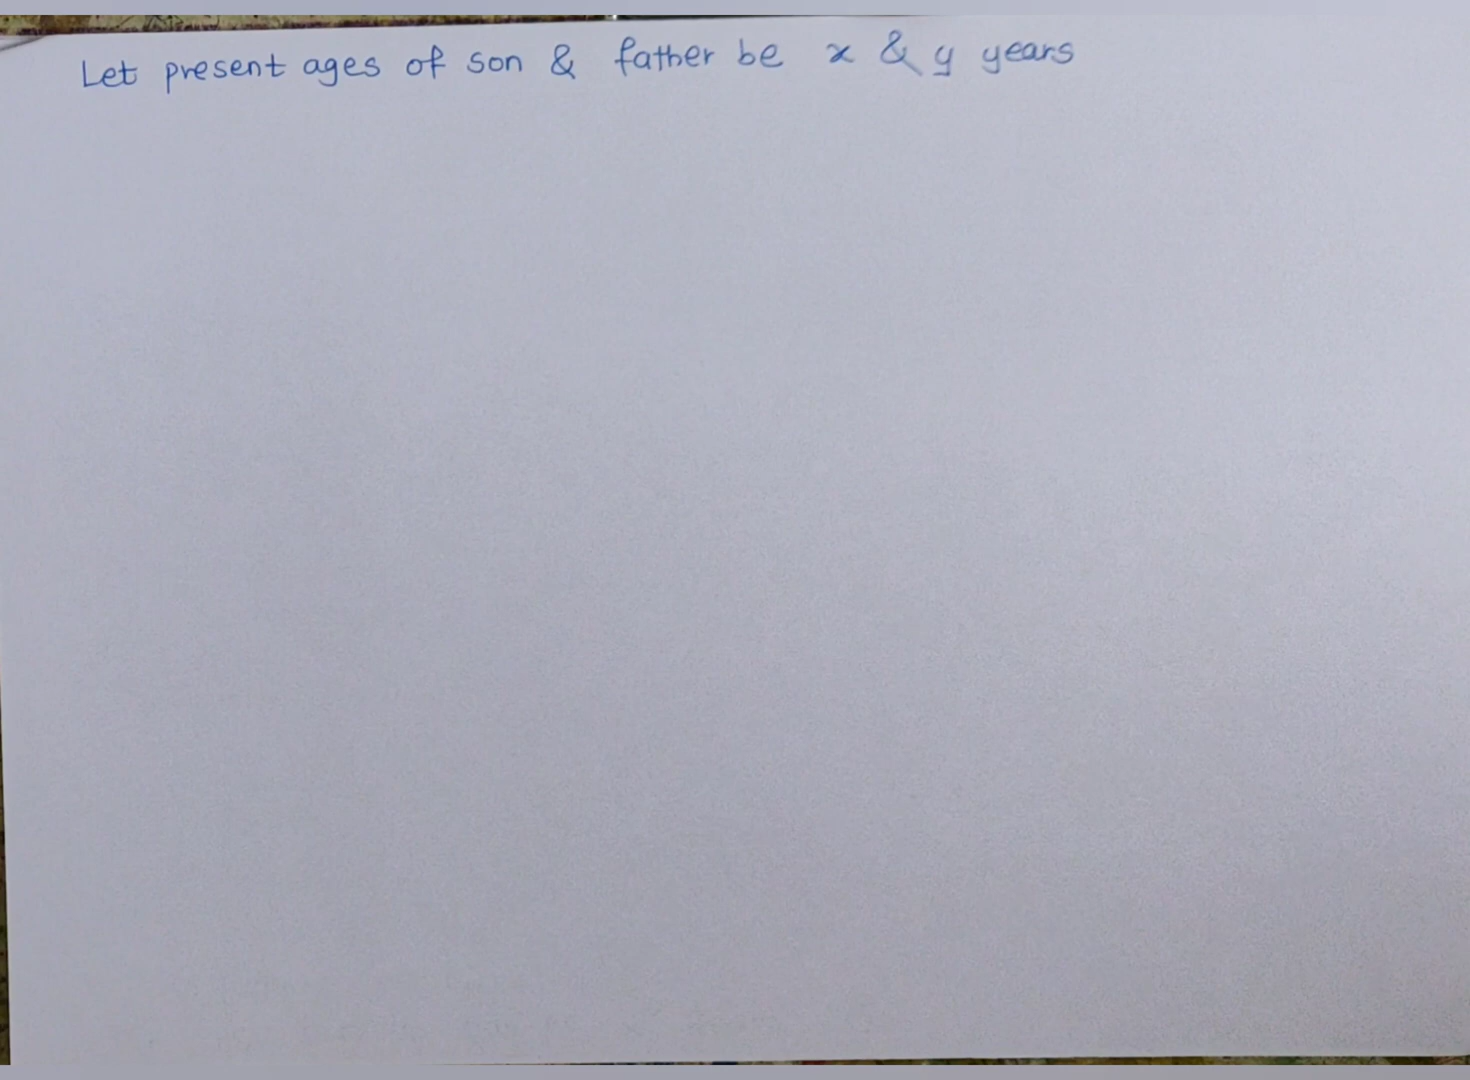 Let present ages of son & father be x & y years